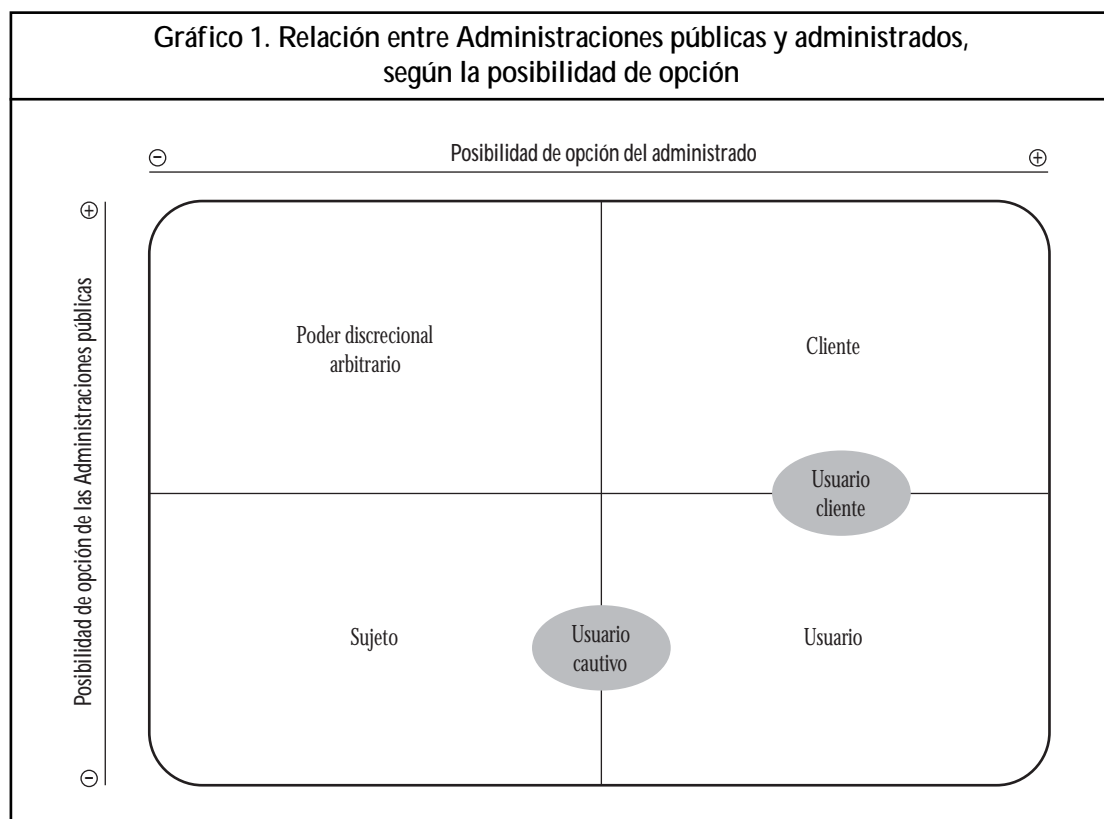 Gráfico 1. Relación entre Administraciones públicas y administrados,
según la posibilidad de opción
⊖ Posibilidad de opción del administrado ⊕
⊕
Posibilidad de opción de las Administraciones públicas
⊖
Poder discrecional
arbitrario
Cliente
Usuario
cliente
Sujeto
Usuario
cautivo
Usuario